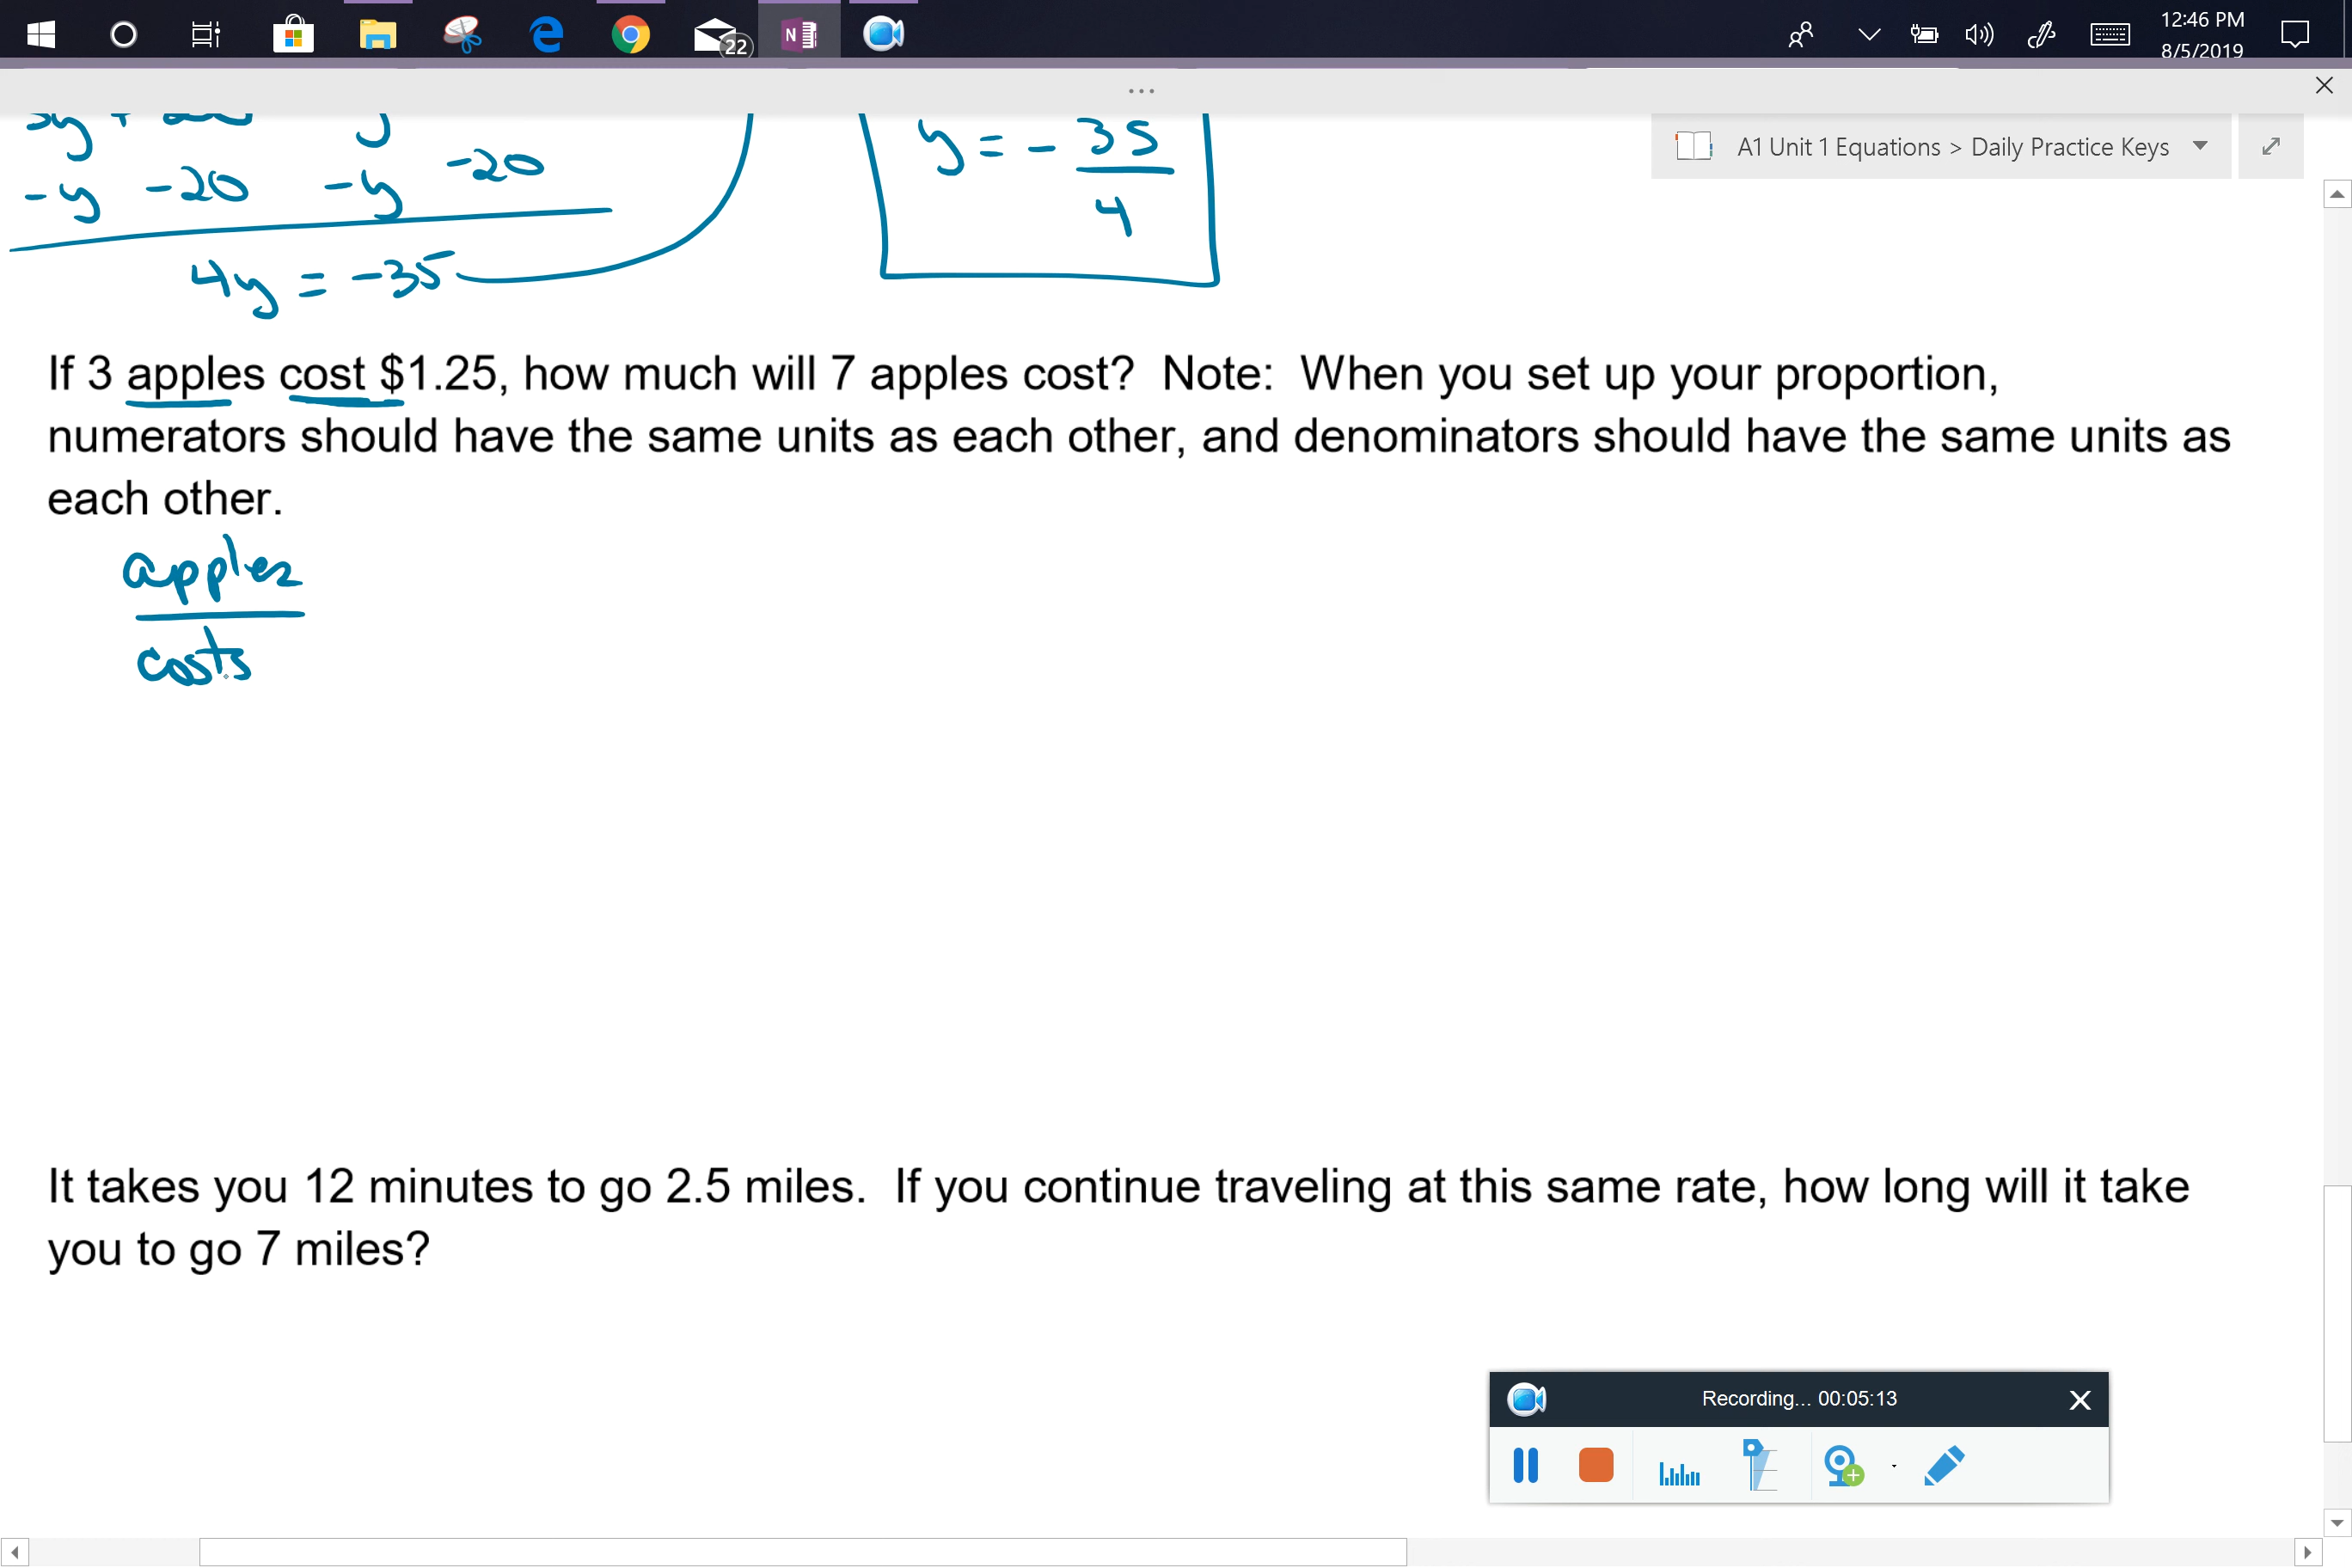 22
N
12:46 PM
8/5/2019
A1 Unit 1 Equations > Daily Practice Keys
-y -20 -y -20
4y = -35
y = - 35
4
If 3 apples cost $1.25, how much will 7 apples cost? Note: When you set up your proportion,
numerators should have the same units as each other, and denominators should have the same units as
each other.
apples
costs
It takes you 12 minutes to go 2.5 miles. If you continue traveling at this same rate, how long will it take
you to go 7 miles?
Recording... 00:05:13